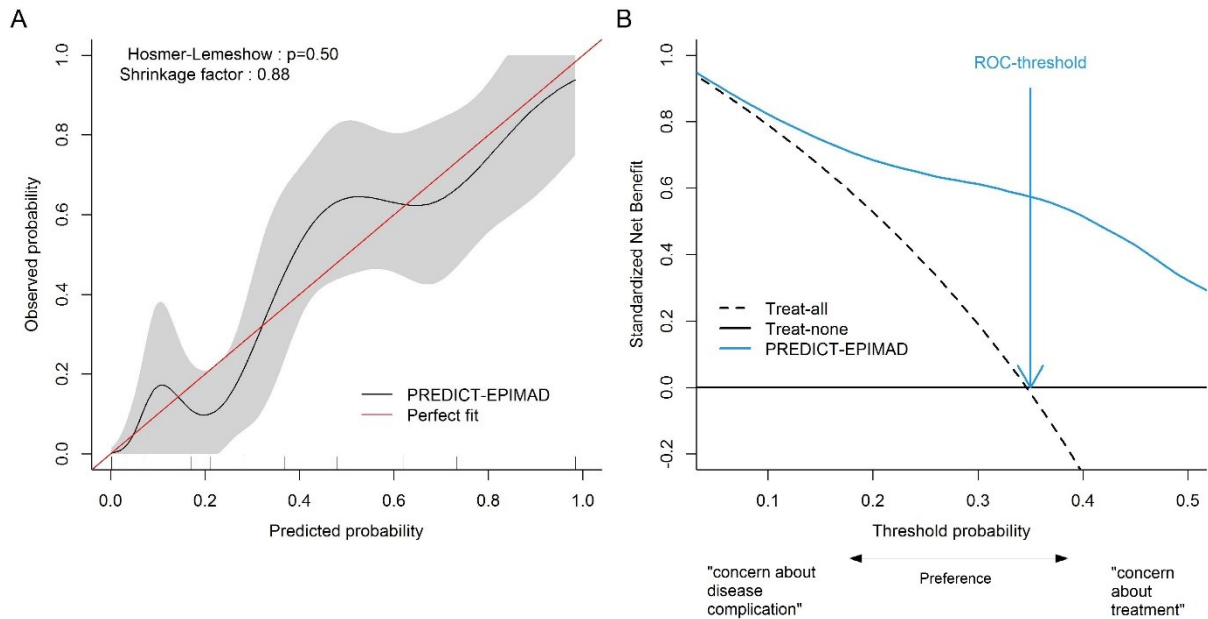 A
Hosmer-Lemeshow : p=0.50
Shrinkage factor : 0.88
Observed probability
1.0
0.8
0.6
0.4
0.2
0.0
PREDICT-EPIMAD
Perfect fit
0.0 0.2 0.4 0.6 0.8 1.0
Predicted probability
B
ROC-threshold
Standardized Net Benefit
1.0
0.8
0.6
0.4
0.2
0.0
-0.2
Treat-all
Treat-none
PREDICT-EPIMAD
0.1 0.2 0.3 0.4 0.5
Threshold probability
Preference
"concern about
disease
complication"
"concern
about
treatment"